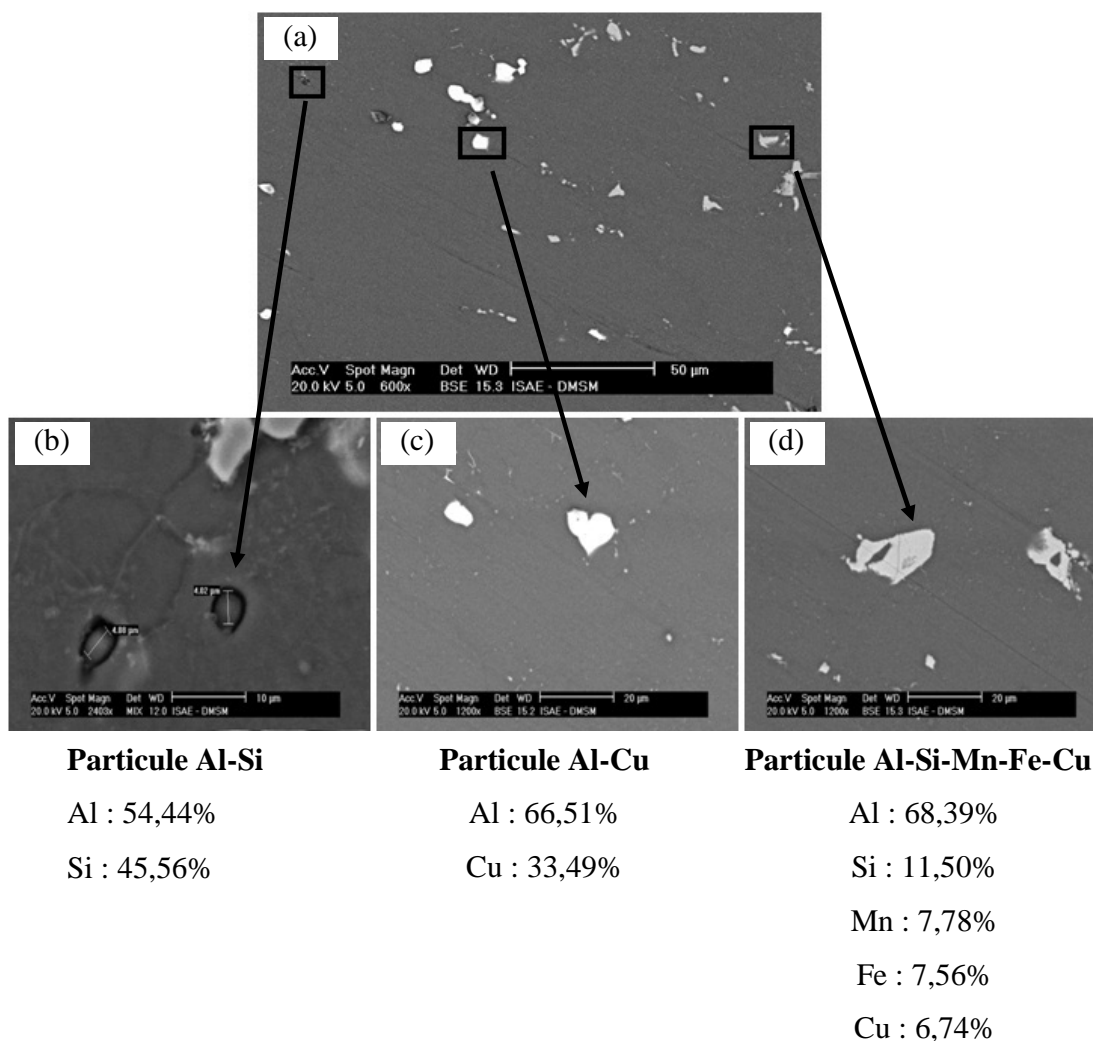 (a)
Acc.V Spot Magn Det WD 50 µm
20.0 kV 5.0 600x BSE 15.3 ISAE - DMSM
(b)
4.02 µm
Acc.V Spot Magn Det WD 10 µm
20.0 kV 5.0 2403x MIX 12.0 ISAE - DMSM
(c)
Acc.V Spot Magn Det WD 20 µm
20.0 kV 5.0 1200x BSE 15.2 ISAE - DMSM
(d)
Acc.V Spot Magn Det WD 20 µm
20.0 kV 5.0 1200x BSE 15.3 ISAE - DMSM
Particule Al-Si
Al : 54,44%
Si : 45,56%
Particule Al-Cu
Al : 66,51%
Cu : 33,49%
Particule Al-Si-Mn-Fe-Cu
Al : 68,39%
Si : 11,50%
Mn : 7,78%
Fe : 7,56%
Cu : 6,74%